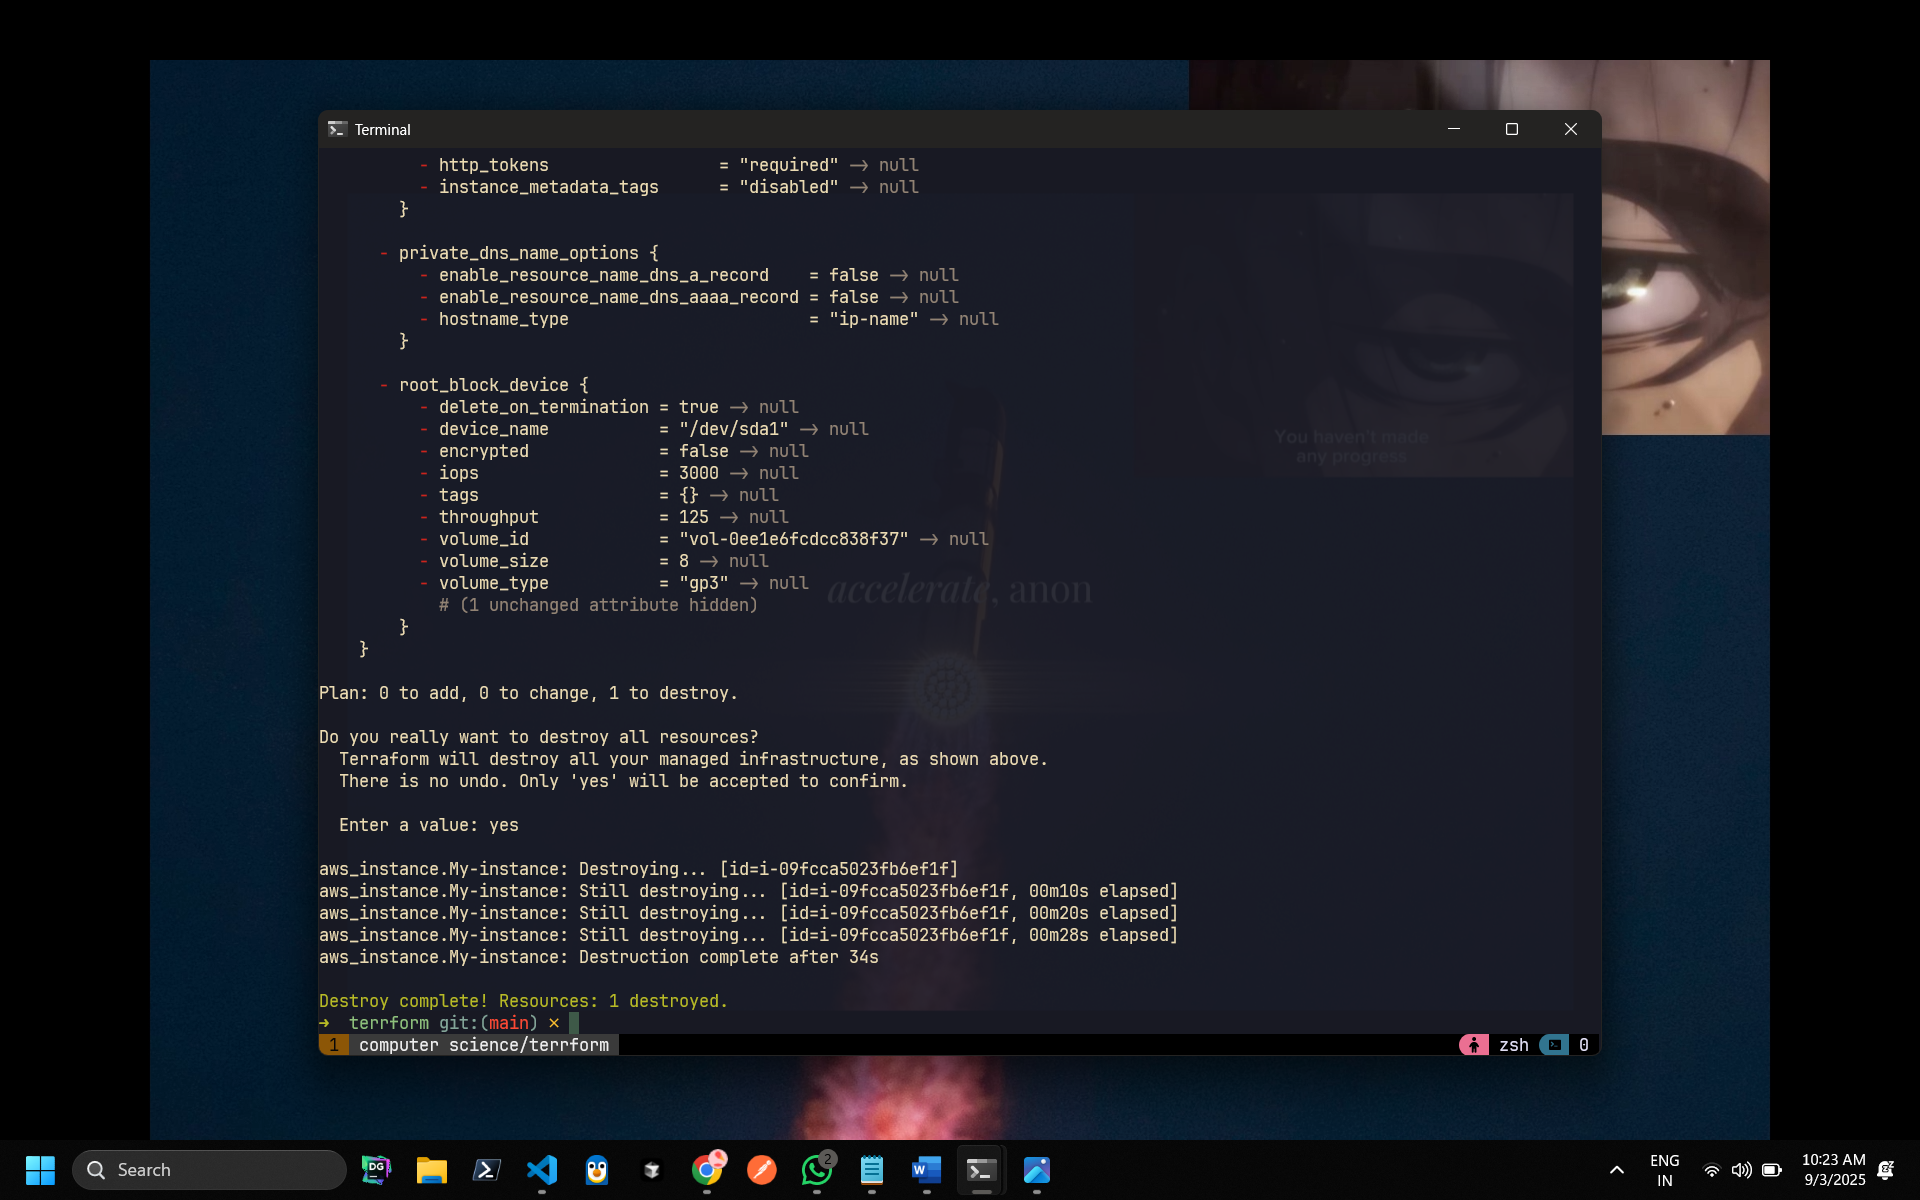 Terminal
- http_tokens = "required" -> null
- instance_metadata_tags = "disabled" -> null
}
- private_dns_name_options {
- enable_resource_name_dns_a_record = false -> null
- enable_resource_name_dns_aaaa_record = false -> null
- hostname_type = "ip-name" -> null
}
- root_block_device {
- delete_on_termination = true -> null
- device_name = "/dev/sda1" -> null
- encrypted = false -> null
- iops = 3000 -> null
- tags = {} -> null
- throughput = 125 -> null
- volume_id = "vol-0ee1e6fcdcc838f37" -> null
- volume_size = 8 -> null
- volume_type = "gp3" -> null
# (1 unchanged attribute hidden)
}
}
You haven't made
any progress
accelerate, anon
Plan: 0 to add, 0 to change, 1 to destroy.
Do you really want to destroy all resources?
Terraform will destroy all your managed infrastructure, as shown above.
There is no undo. Only 'yes' will be accepted to confirm.
Enter a value: yes
aws_instance.My-instance: Destroying... [id=i-09fcca5023fb6ef1f]
aws_instance.My-instance: Still destroying... [id=i-09fcca5023fb6ef1f, 00m10s elapsed]
aws_instance.My-instance: Still destroying... [id=i-09fcca5023fb6ef1f, 00m20s elapsed]
aws_instance.My-instance: Still destroying... [id=i-09fcca5023fb6ef1f, 00m28s elapsed]
aws_instance.My-instance: Destruction complete after 34s
Destroy complete! Resources: 1 destroyed.
→ terrform git:(main) ×
1 computer science/terrform zsh 0
Search
DG
2
W
ENG
IN
10:23 AM
9/3/2025